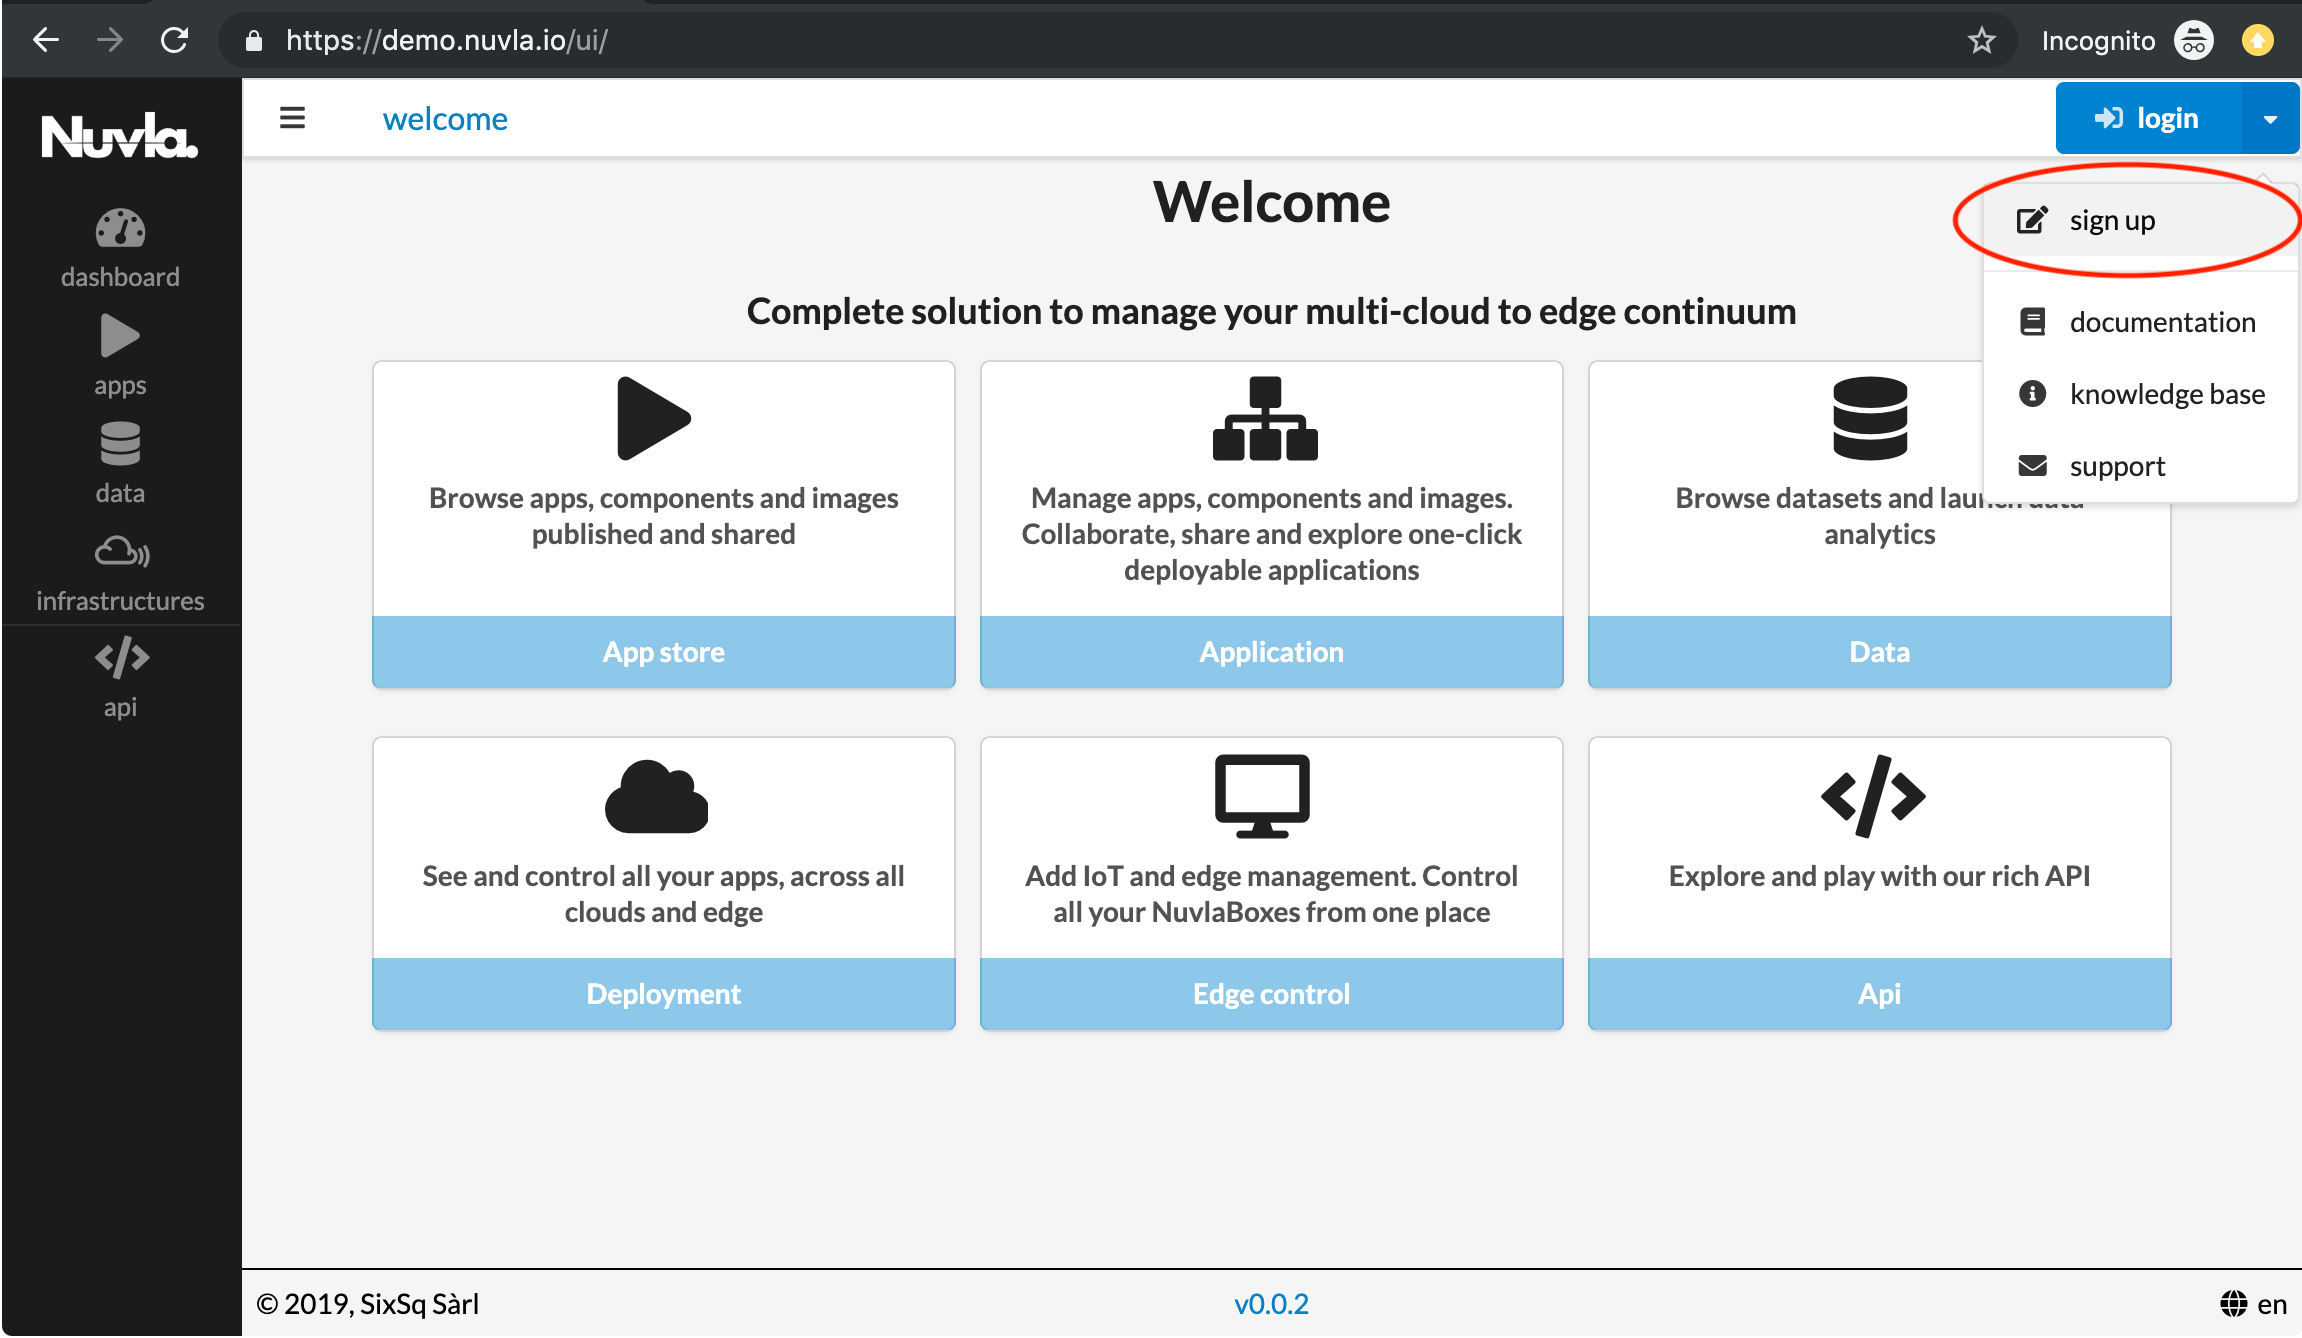 https://demo.nuvla.io/ui/
Incognito
Nuvla.
dashboard
apps
data
infrastructures
api
welcome
login
sign up
documentation
knowledge base
support
Welcome
Complete solution to manage your multi-cloud to edge continuum
Browse apps, components and images
published and shared
App store
Manage apps, components and images.
Collaborate, share and explore one-click
deployable applications
Application
Browse datasets and launch data
analytics
Data
See and control all your apps, across all
clouds and edge
Deployment
Add IoT and edge management. Control
all your NuvlaBoxes from one place
Edge control
Explore and play with our rich API
Api
© 2019, SixSq Sàrl
v0.0.2
en